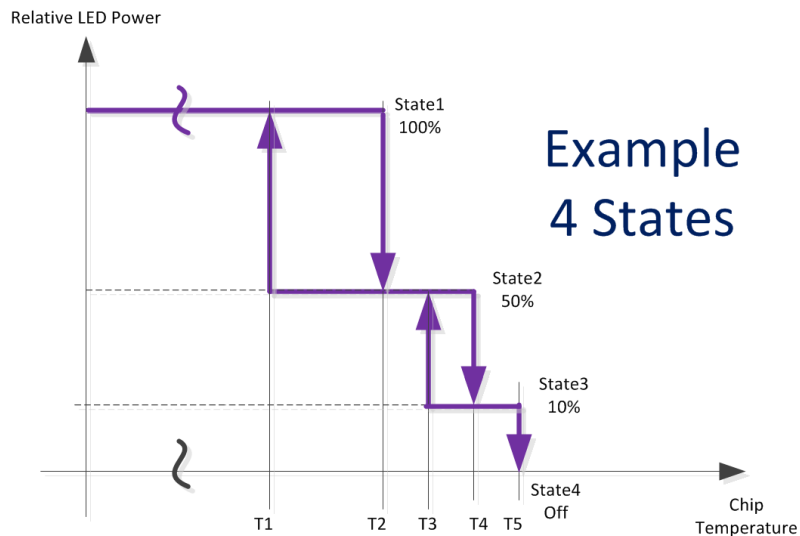 Relative LED Power
State1
100%
Example
4 States
State2
50%
State3
10%
State4
Off
T1
T2
T3
T4
T5
Chip
Temperature